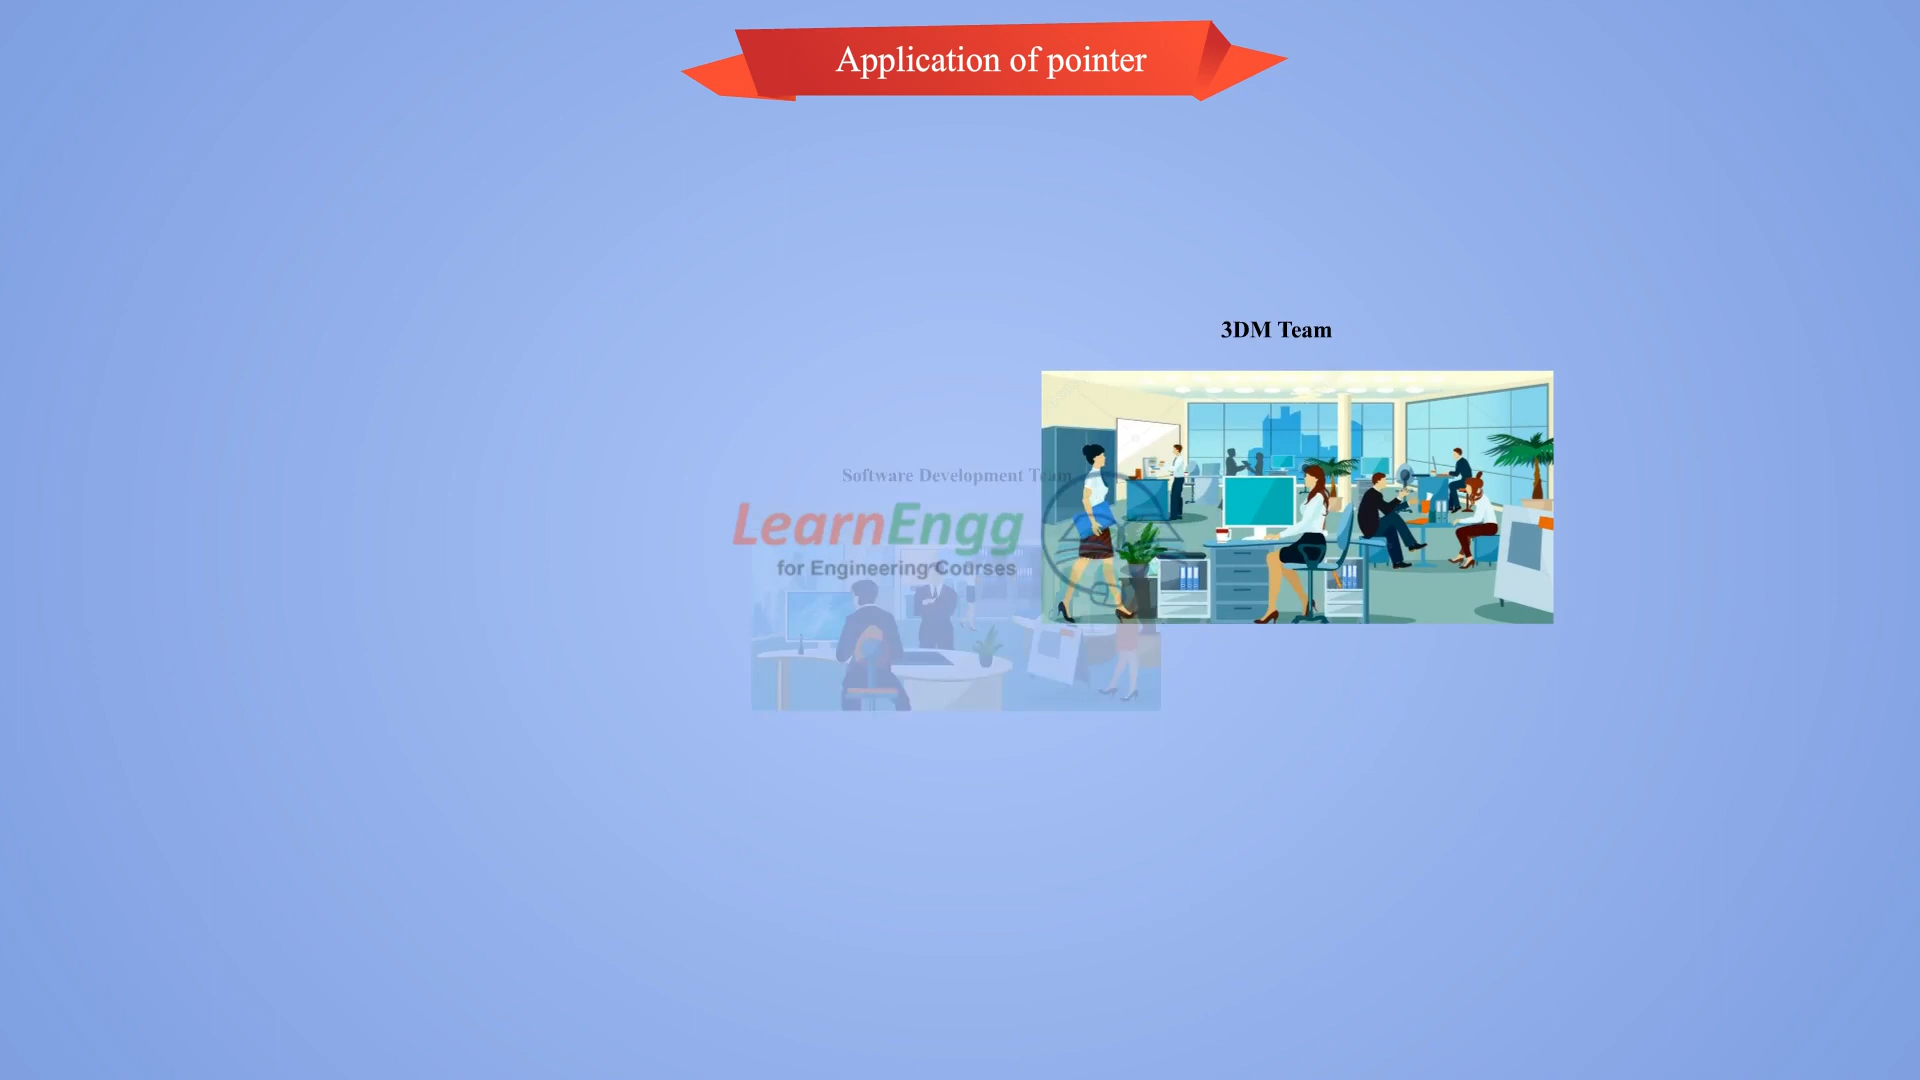 Application of pointer
3DM Team
Software Development Team
LearnEngg
for Engineering Courses